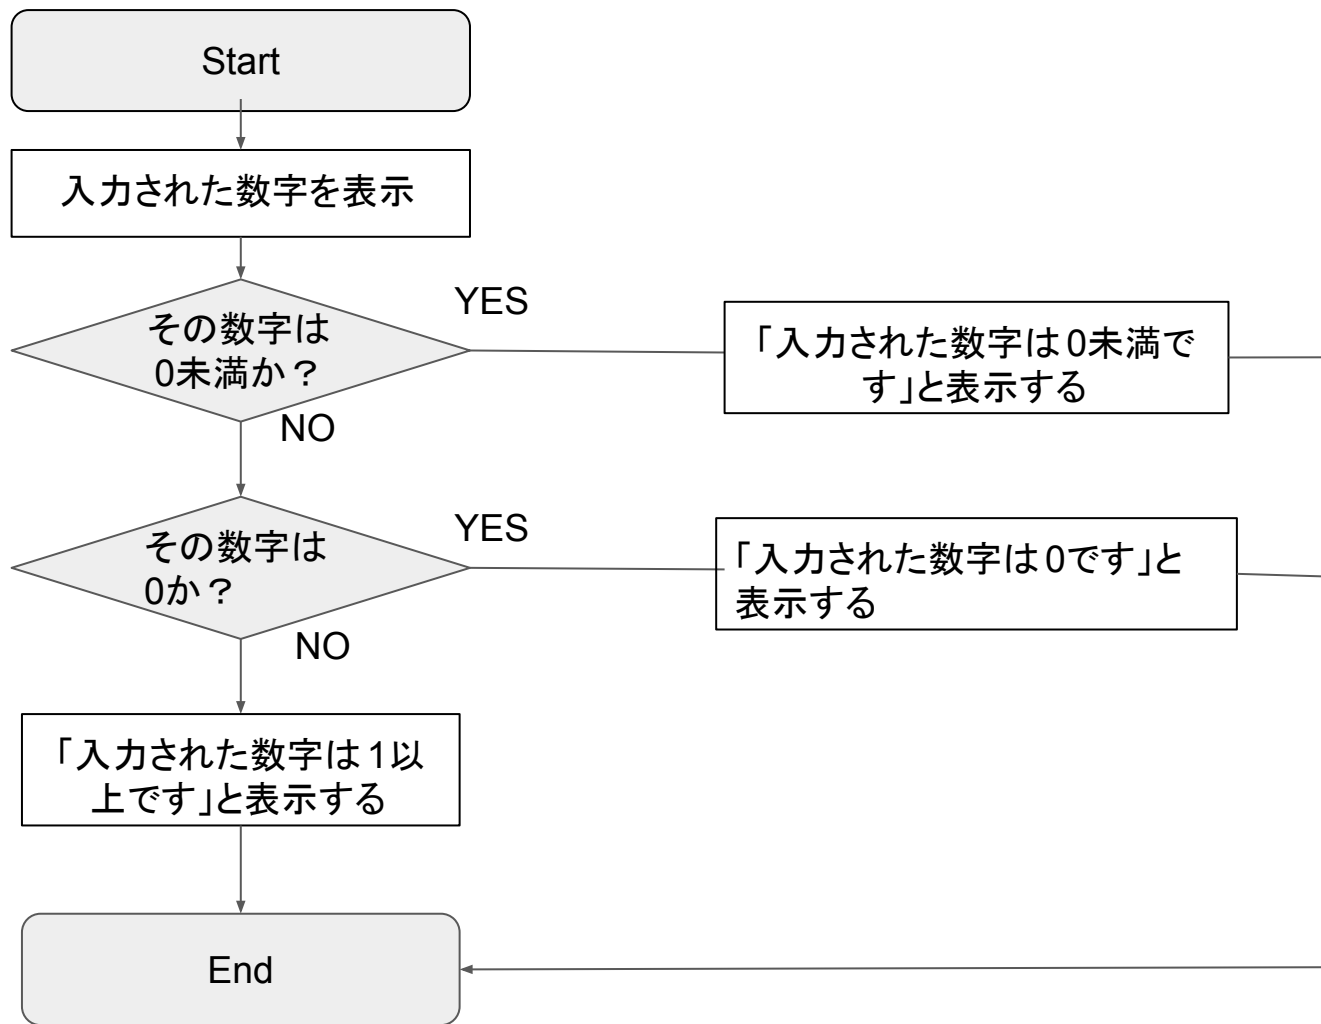 Start
入力された数字を表示
その数字は
0未満か？
YES
「入力された数字は0未満で
す」と表示する
NO
その数字は
0か？
YES
「入力された数字は0です」と
表示する
NO
「入力された数字は1以
上です」と表示する
End